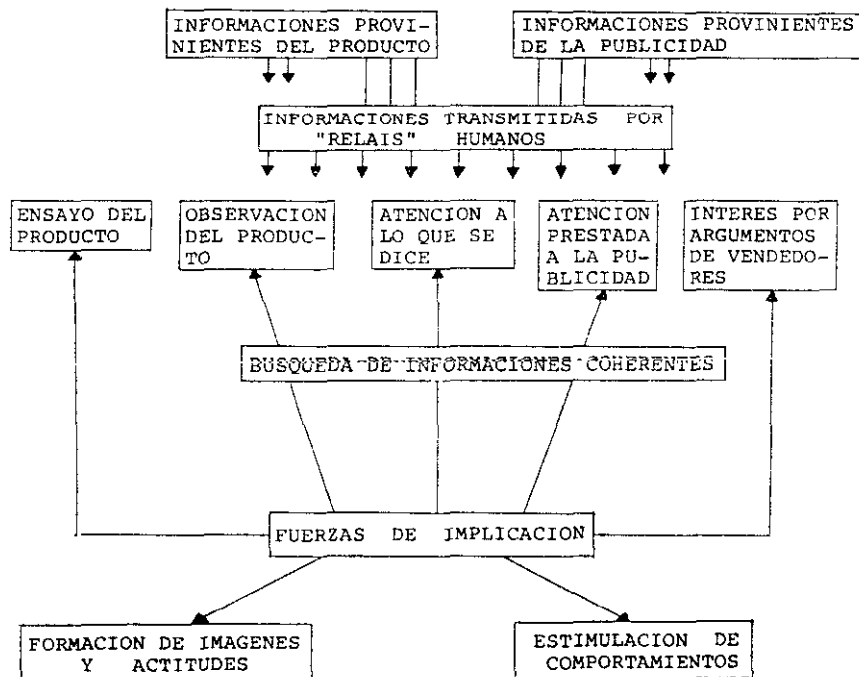 INFORMACIONES PROVI-
NIENTES DEL PRODUCTO
INFORMACIONES PROVINIENTES
DE LA PUBLICIDAD
INFORMACIONES TRANSMITIDAS POR
"RELAIS" HUMANOS
ENSAYO DEL
PRODUCTO
OBSERVACION
DEL PRODUC-
TO
ATENCION A
LO QUE SE
DICE
ATENCION
PRESTADA
A LA PU-
BLICIDAD
INTERES POR
ARGUMENTOS
DE VENDEDO-
RES
BUSQUEDA DE INFORMACIONES COHERENTES
FUERZAS DE IMPLICACION
FORMACION DE IMAGENES
Y ACTITUDES
ESTIMULACION DE
COMPORTAMIENTOS